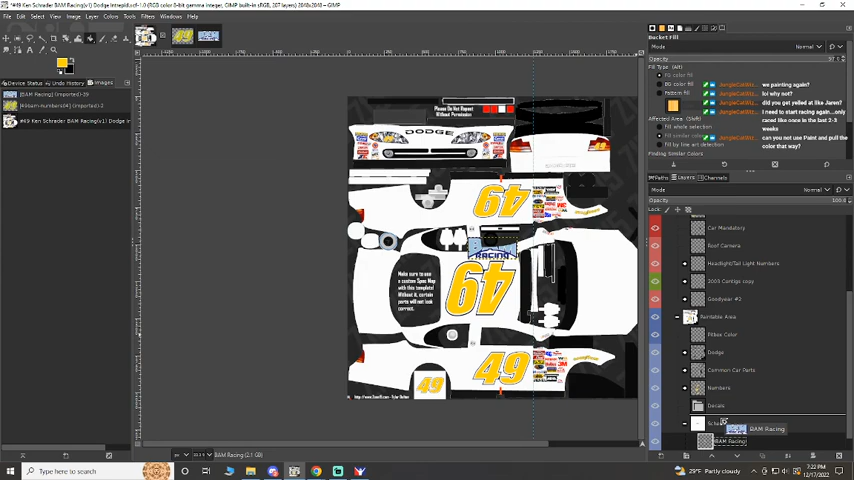 *#49 Ken Schrader BAM Racing(v1) Dodge Intrepid.xcf-1.0 (RGB color 8-bit gamma integer, GIMP built-in sRGB, 207 layers) 2048x2048 – GIMP
File Edit Select View Image Layer Colors Tools Filters Windows Help
Device Status Undo History Images
[BAM Racing] (imported)-29
[49bam-numbers04] (imported)-2
*#49 Ken Schrader BAM Racing(v1) Dodge In
Please Do Not Repost
Without Permission
DODGE
49
BAM
RACING
Make sure to use
a custom Spec Map
with this template!
Without it, certain
parts will not look
correct.
49
49
49
BAM Racing (2.1 GB)
Bucket Fill
Mode Normal
Opacity 57.0
Fill Type (Alt)
FG color fill
BG color fill
Pattern fill
Affected Area (Shift)
Fill whole selection
Fill similar colors
Fill by line art detection
Finding Similar Colors
JungleCatWiz we painting again?
JungleCatWiz lol why not?
JungleCatWiz did you get yelled at like Jaren?
JungleCatWiz I need to start racing again...only raced like once in the last 2-3 weeks
JungleCatWiz can you not use Paint and pull the color that way?
Paths Layers Channels
Mode Normal
Opacity 100.0
Lock:
Car Mandatory
Roof Camera
Headlight/Tail Light Numbers
2003 Contigs copy
Goodyear #2
Paintable Area
Pitbox Color
Dodge
Common Car Parts
Numbers
Decals
BAM Racing
BAM Racing
Type here to search
29°F Partly cloudy
7:22 PM
12/17/2022